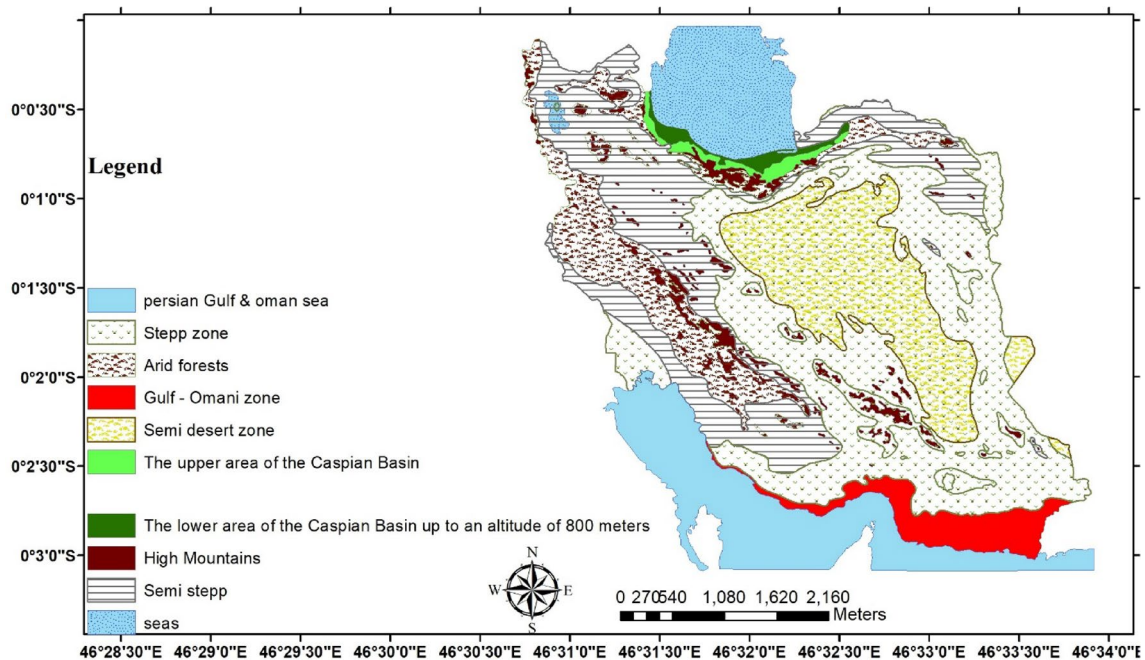 0°0'30"S
Legend
0°1'0"S
0°1'30"S
persian Gulf & oman sea
Stepp zone
Arid forests
0°2'0"S
Gulf - Omani zone
Semi desert zone
The upper area of the Caspian Basin
0°2'30"S
The lower area of the Caspian Basin up to an altitude of 800 meters
0°3'0"S
High Mountains
Semi stepp
seas
N
W E
S
0 270 540 1,080 1,620 2,160
Meters
46°28'30"E 46°29'0"E 46°29'30"E 46°30'0"E 46°30'30"E 46°31'0"E 46°31'30"E 46°32'0"E 46°32'30"E 46°33'0"E 46°33'30"E 46°34'0"E